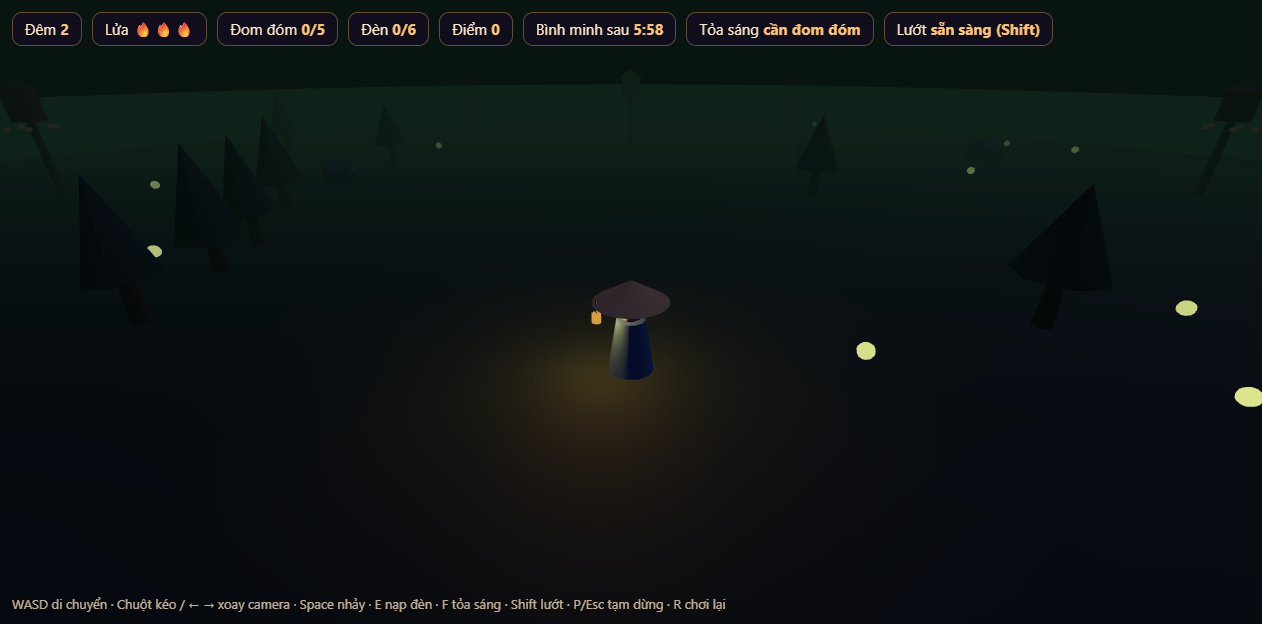 Đêm 2 Lửa 🔥 🔥 🔥 Đom đóm 0/5 Đèn 0/6 Điểm 0 Bình minh sau 5:58 Tỏa sáng cần đom đóm Lướt sẵn sàng (Shift)
WASD di chuyển · Chuột kéo / ← → xoay camera · Space nhảy · E nạp đèn · F tỏa sáng · Shift lướt · P/Esc tạm dừng · R chơi lại